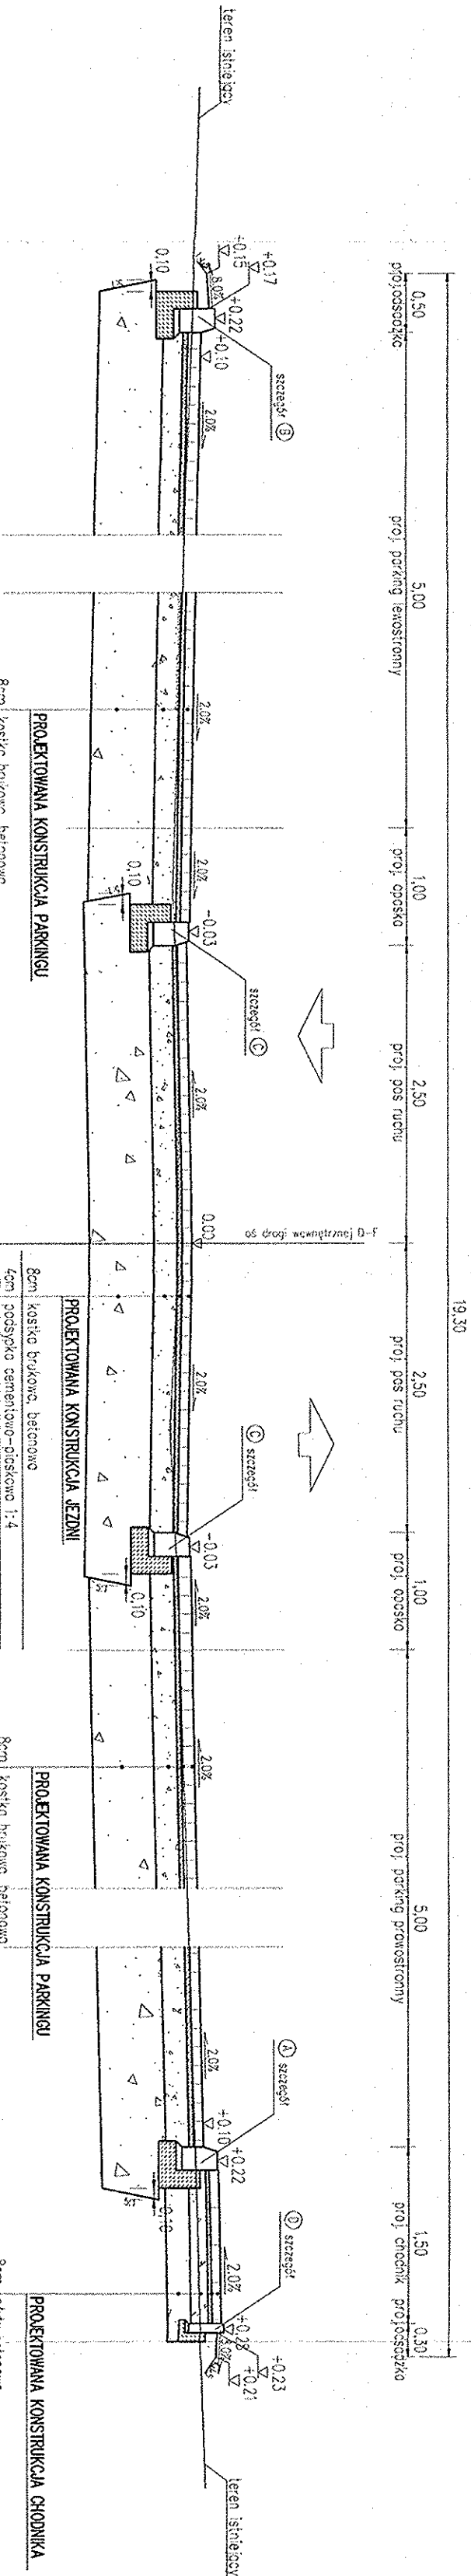 19,30
0,50
5,00
1,00
2,50
2,50
1,00
5,00
1,50
0,30
proj. parking lewostronny
proj. opaska
proj. pas ruchu
proj. pas ruchu
proj. opaska
proj. parking prawostronny
proj. chodnik
oś drogi wewnętrznej D-F
teren istniejący
+0.15
+0.17
8.0%
+0.22
+0.10
szczegół B
2.0%
2.0%
2.0%
-0.03
szczegół C
2.0%
0.00
2.0%
C szczegół
-0.03
2.0%
2.0%
2.0%
A szczegół
+0.10
+0.22
2.0%
D szczegół
+0.23
+0.21
teren istniejący
0,10
0,10
0,10
0,10
PROJEKTOWANA KONSTRUKCJA PARKINGU
8cm kostka brukowa betonowa
PROJEKTOWANA KONSTRUKCJA JEZDNI
8cm kostka brukowa, betonowa
4cm podsypka cementowo-piaskowa 1:4
PROJEKTOWANA KONSTRUKCJA PARKINGU
8cm kostka brukowa betonowa
PROJEKTOWANA KONSTRUKCJA CHODNIKA